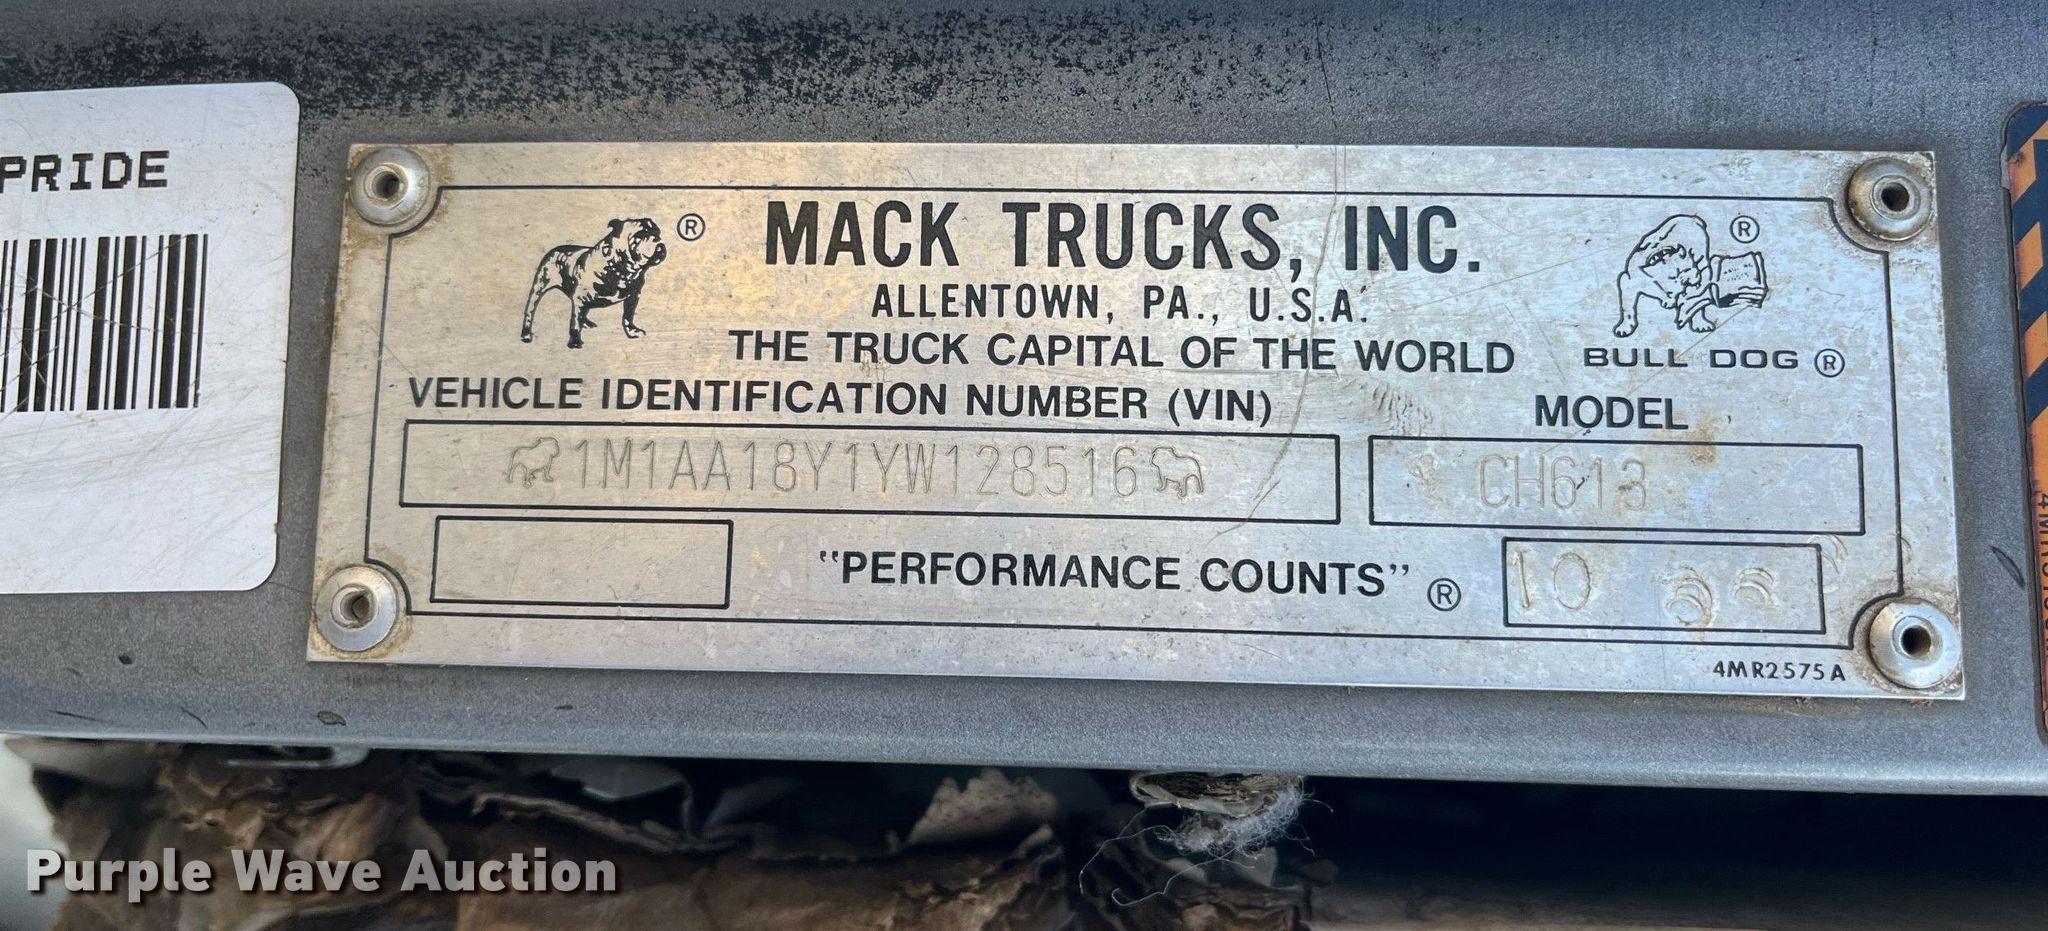 PRIDE
® MACK TRUCKS, INC. ®
ALLENTOWN, PA., U.S.A.
THE TRUCK CAPITAL OF THE WORLD
BULL DOG ®
VEHICLE IDENTIFICATION NUMBER (VIN)
MODEL
1M1AA18Y1YW128516
CH613
"PERFORMANCE COUNTS" ®
10
4MR2575A
Purple Wave Auction